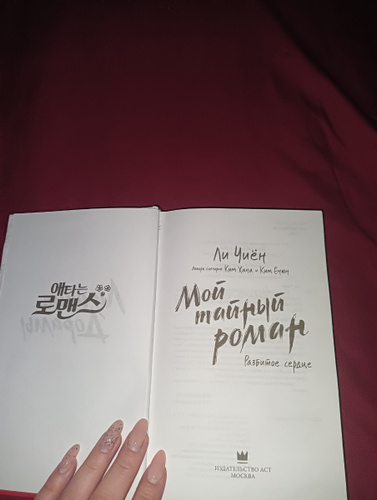 애타는
로맨스
Ли Чиён
Авторы сценария Ким Хана и Ким Ёнюн
Мой
тайный
роман
Разбитое сердце
ИЗДАТЕЛЬСТВО АСТ
МОСКВА